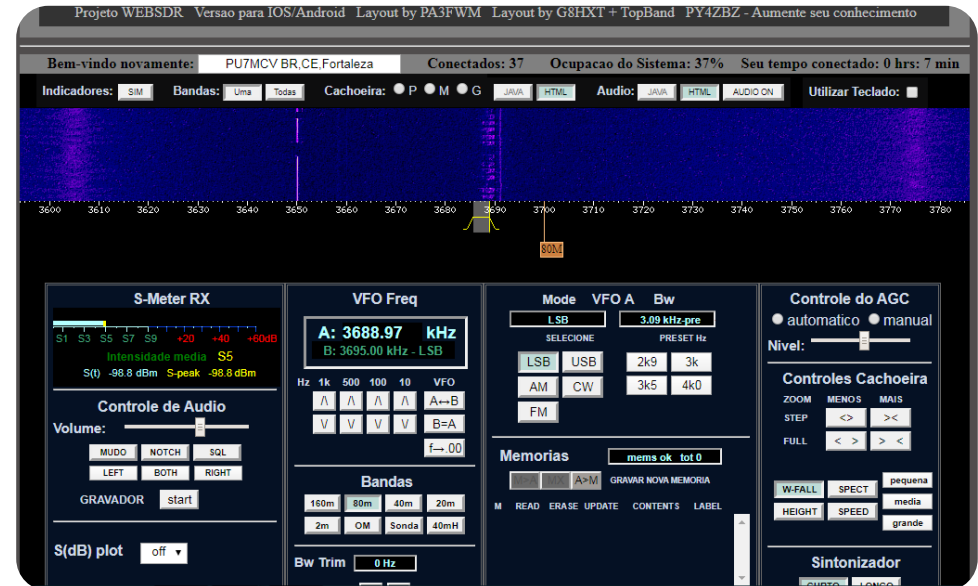 Projeto WEBSDR Versao para IOS/Android Layout by PA3FWM Layout by G8HXT + TopBand PY4ZBZ - Aumente seu conhecimento
Bem-vindo novamente: PU7MCV BR,CE,Fortaleza Conectados: 37 Ocupacao do Sistema: 37% Seu tempo conectado: 0 hrs: 7 min
Indicadores: SIM Bandas: Uma Todas Cachoeira: P M G JAVA HTML Audio: JAVA HTML AUDIO ON Utilizar Teclado:
3600 3610 3620 3630 3640 3650 3660 3670 3680 3690 3700 3710 3720 3730 3740 3750 3760 3770 3780
80M
S-Meter RX
S1 S3 S5 S7 S9 +20 +40 +60dB
Intensidade media S5
S(t) -98.8 dBm S-peak -98.8 dBm
Controle de Audio
Volume:
MUDO NOTCH SQL
LEFT BOTH RIGHT
GRAVADOR start
S(dB) plot off
VFO Freq
A: 3688.97 kHz
B: 3695.00 kHz - LSB
Hz 1k 500 100 10 VFO
/\ /\ /\ /\ A↔B
\/ \/ \/ \/ B=A
f→.00
Bandas
160m 80m 40m 20m
2m OM Sonda 40mH
Bw Trim 0 Hz
Mode VFO A Bw
LSB 3.09 kHz-pre
SELECIONE PRESET Hz
LSB USB 2k9 3k
AM CW 3k5 4k0
FM
Memorias mems ok tot 0
M>A MX A>M GRAVAR NOVA MEMORIA
M READ ERASE UPDATE CONTENTS LABEL
Controle do AGC
automatico manual
Nivel:
Controles Cachoeira
ZOOM MENOS MAIS
STEP <> ><
FULL < > > <
W-FALL SPECT pequena
HEIGHT SPEED media
grande
Sintonizador
CURTO LONGO